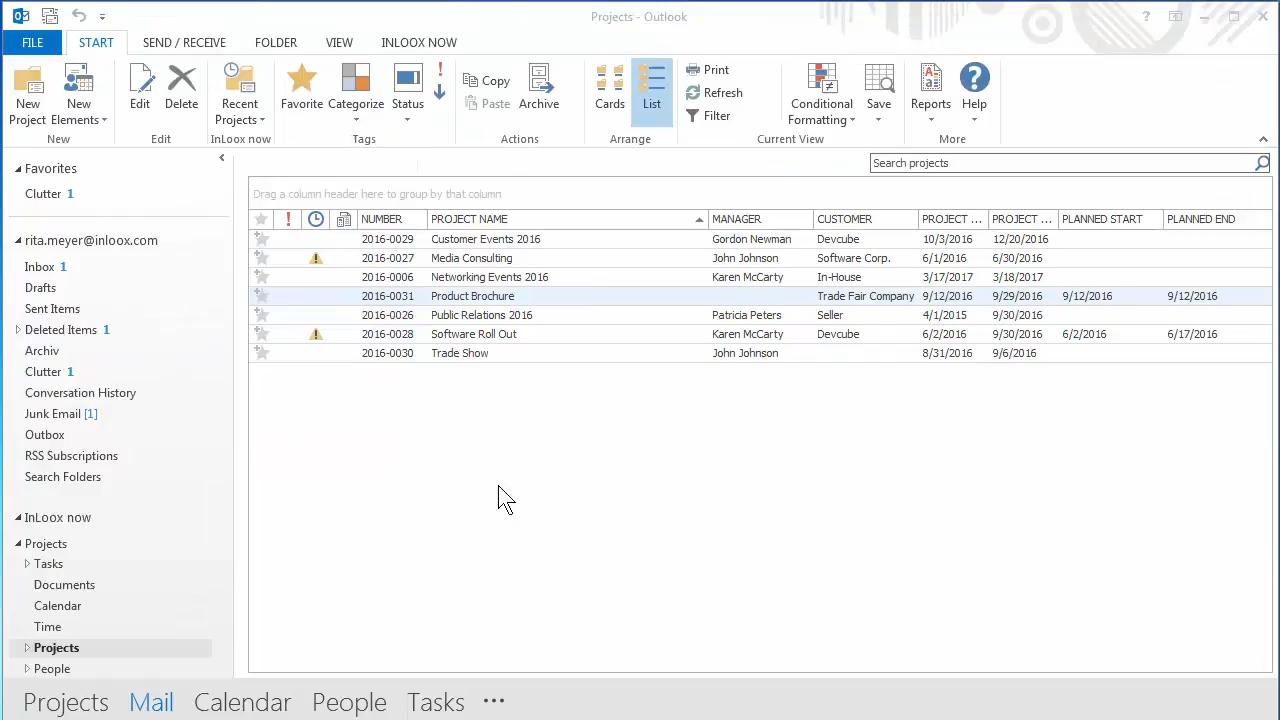 Projects - Outlook
FILE START SEND / RECEIVE FOLDER VIEW INLOOX NOW
New Project
New Elements
Edit
Delete
Recent Projects
Favorite
Categorize
Status
Copy
Paste
Archive
Cards
List
Print
Refresh
Filter
Conditional Formatting
Save
Reports
Help
New Edit InLoox now Tags Actions Arrange Current View More
Search projects
Favorites
Clutter 1
rita.meyer@inloox.com
Inbox 1
Drafts
Sent Items
Deleted Items 1
Archiv
Clutter 1
Conversation History
Junk Email [1]
Outbox
RSS Subscriptions
Search Folders
InLoox now
Projects
Tasks
Documents
Calendar
Time
Projects
People
Drag a column header here to group by that column
NUMBER PROJECT NAME MANAGER CUSTOMER PROJECT ... PROJECT ... PLANNED START PLANNED END
2016-0029 Customer Events 2016 Gordon Newman Devcube 10/3/2016 12/20/2016
2016-0027 Media Consulting John Johnson Software Corp. 6/1/2016 6/30/2016
2016-0006 Networking Events 2016 Karen McCarty In-House 3/17/2017 3/18/2017
2016-0031 Product Brochure Trade Fair Company 9/12/2016 9/29/2016 9/12/2016 9/12/2016
2016-0026 Public Relations 2016 Patricia Peters Seller 4/1/2015 9/30/2016
2016-0028 Software Roll Out Karen McCarty Devcube 6/2/2016 9/30/2016 6/2/2016 6/17/2016
2016-0030 Trade Show John Johnson 8/31/2016 9/6/2016
Projects Mail Calendar People Tasks ...